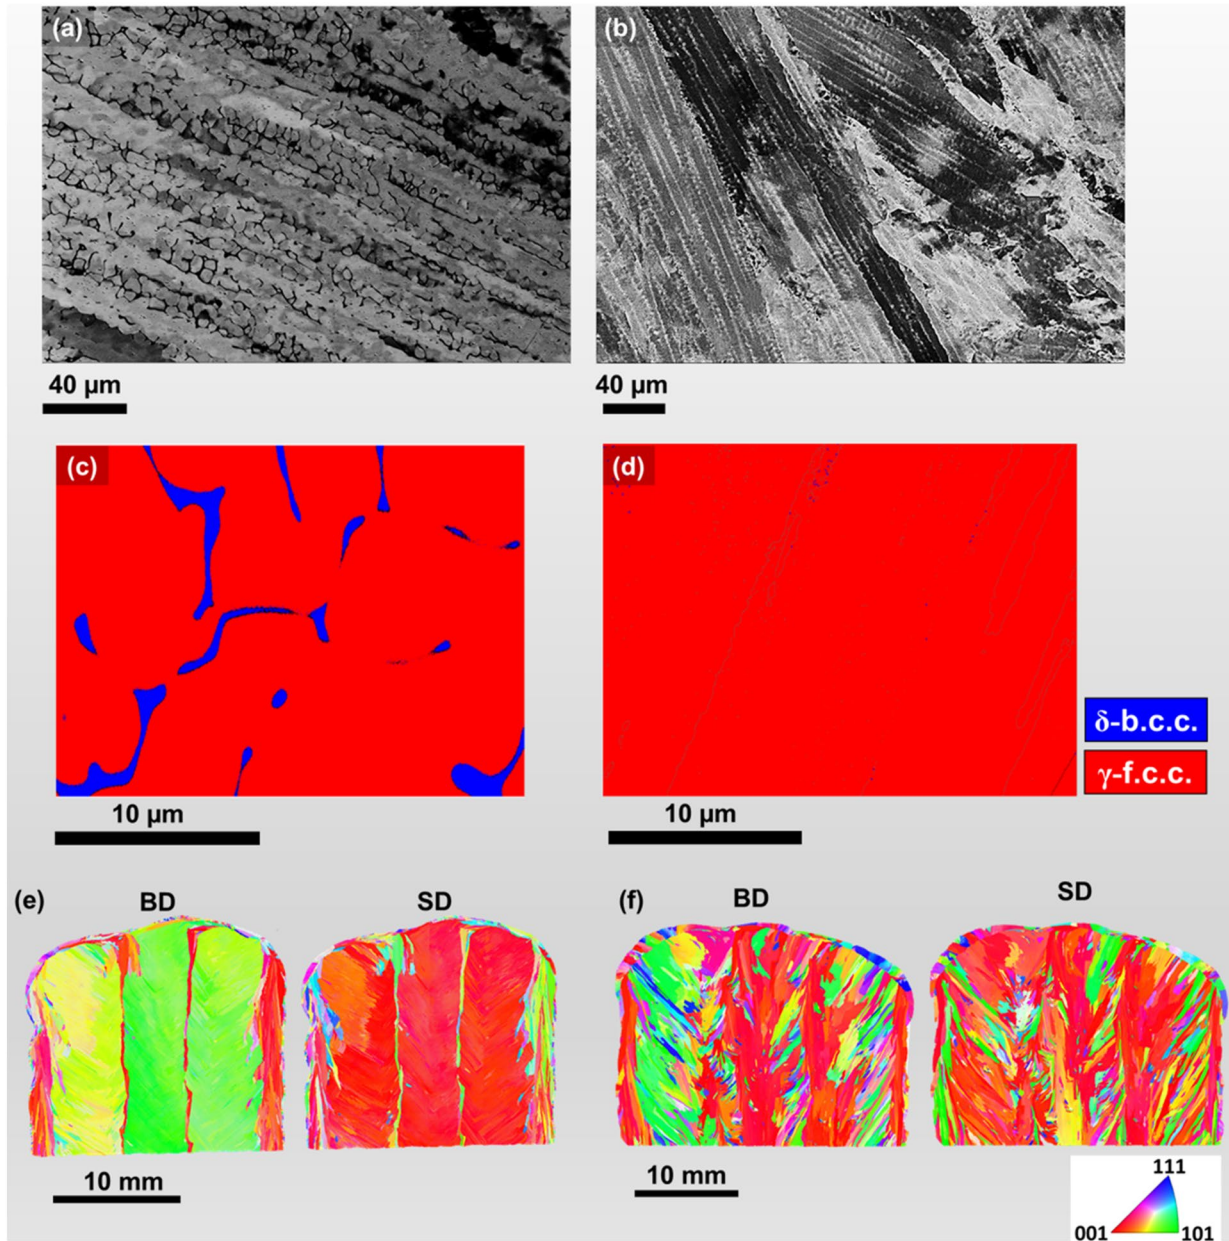 (a)
(b)
40 µm
40 µm
(c)
(d)
δ-b.c.c.
γ-f.c.c.
10 µm
10 µm
(e)
BD
SD
(f)
BD
SD
10 mm
10 mm
111
001
101